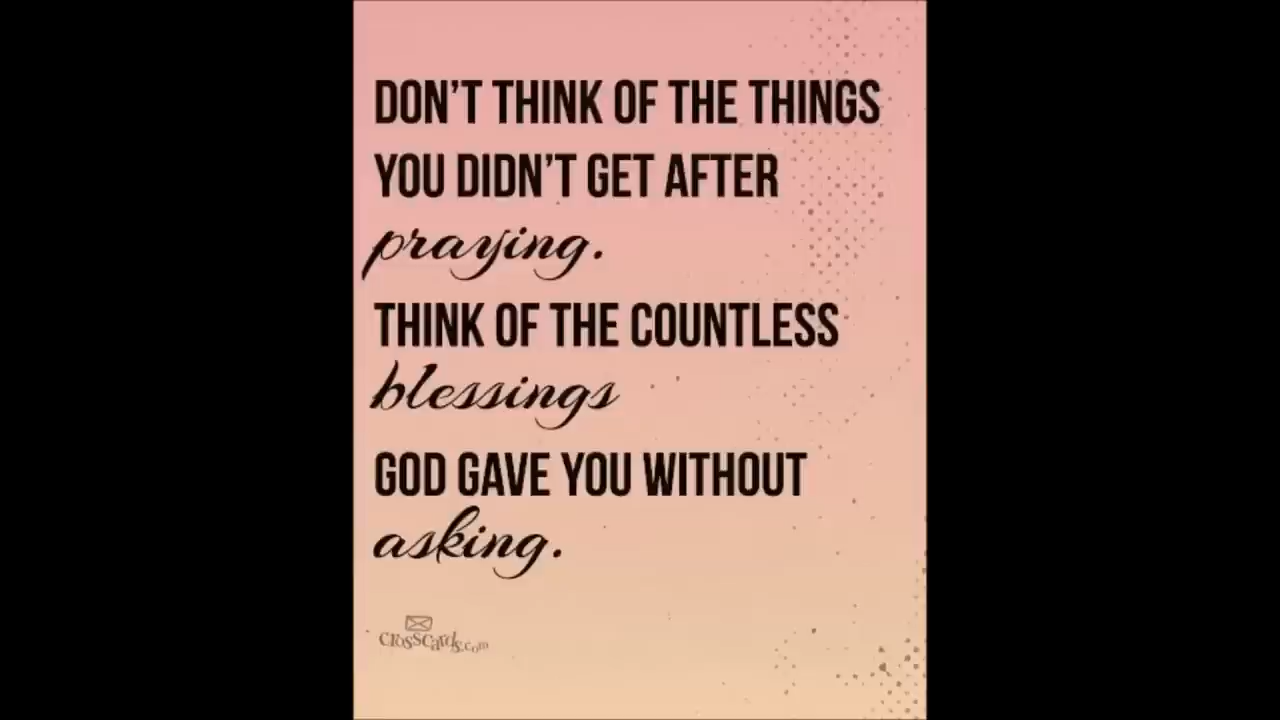 DON'T THINK OF THE THINGS
YOU DIDN'T GET AFTER
praying.
THINK OF THE COUNTLESS
blessings
GOD GAVE YOU WITHOUT
asking.
crosscards.com